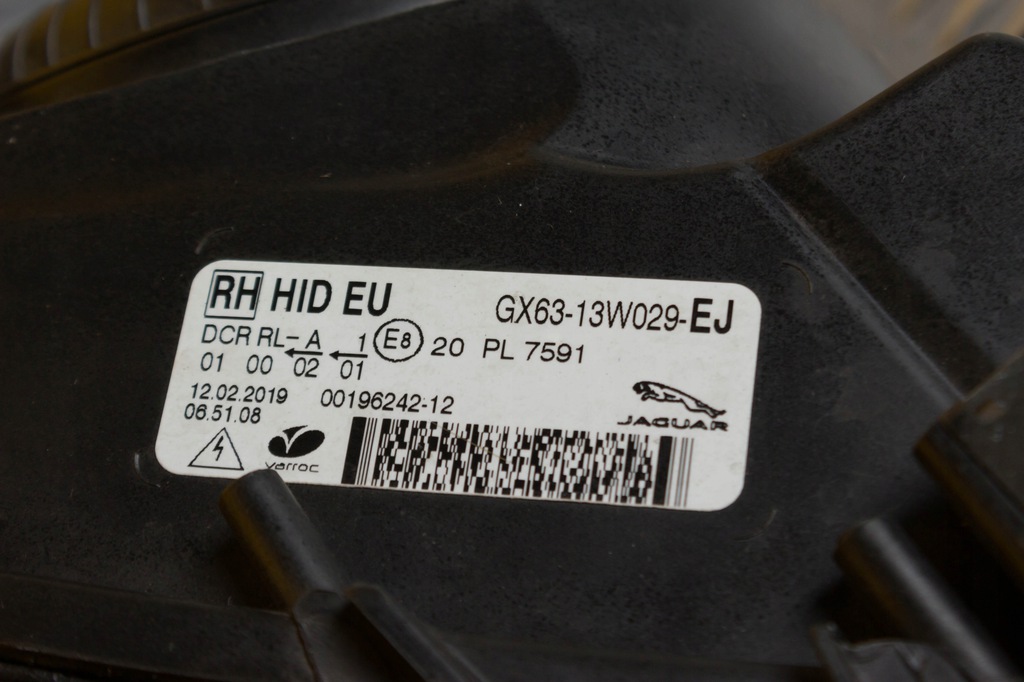 RH HID EU GX63-13W029-EJ
DCR RL- A 1 E8 20 PL 7591
01 00 02 01
12.02.2019 00196242-12
06.51.08
JAGUAR
varroc